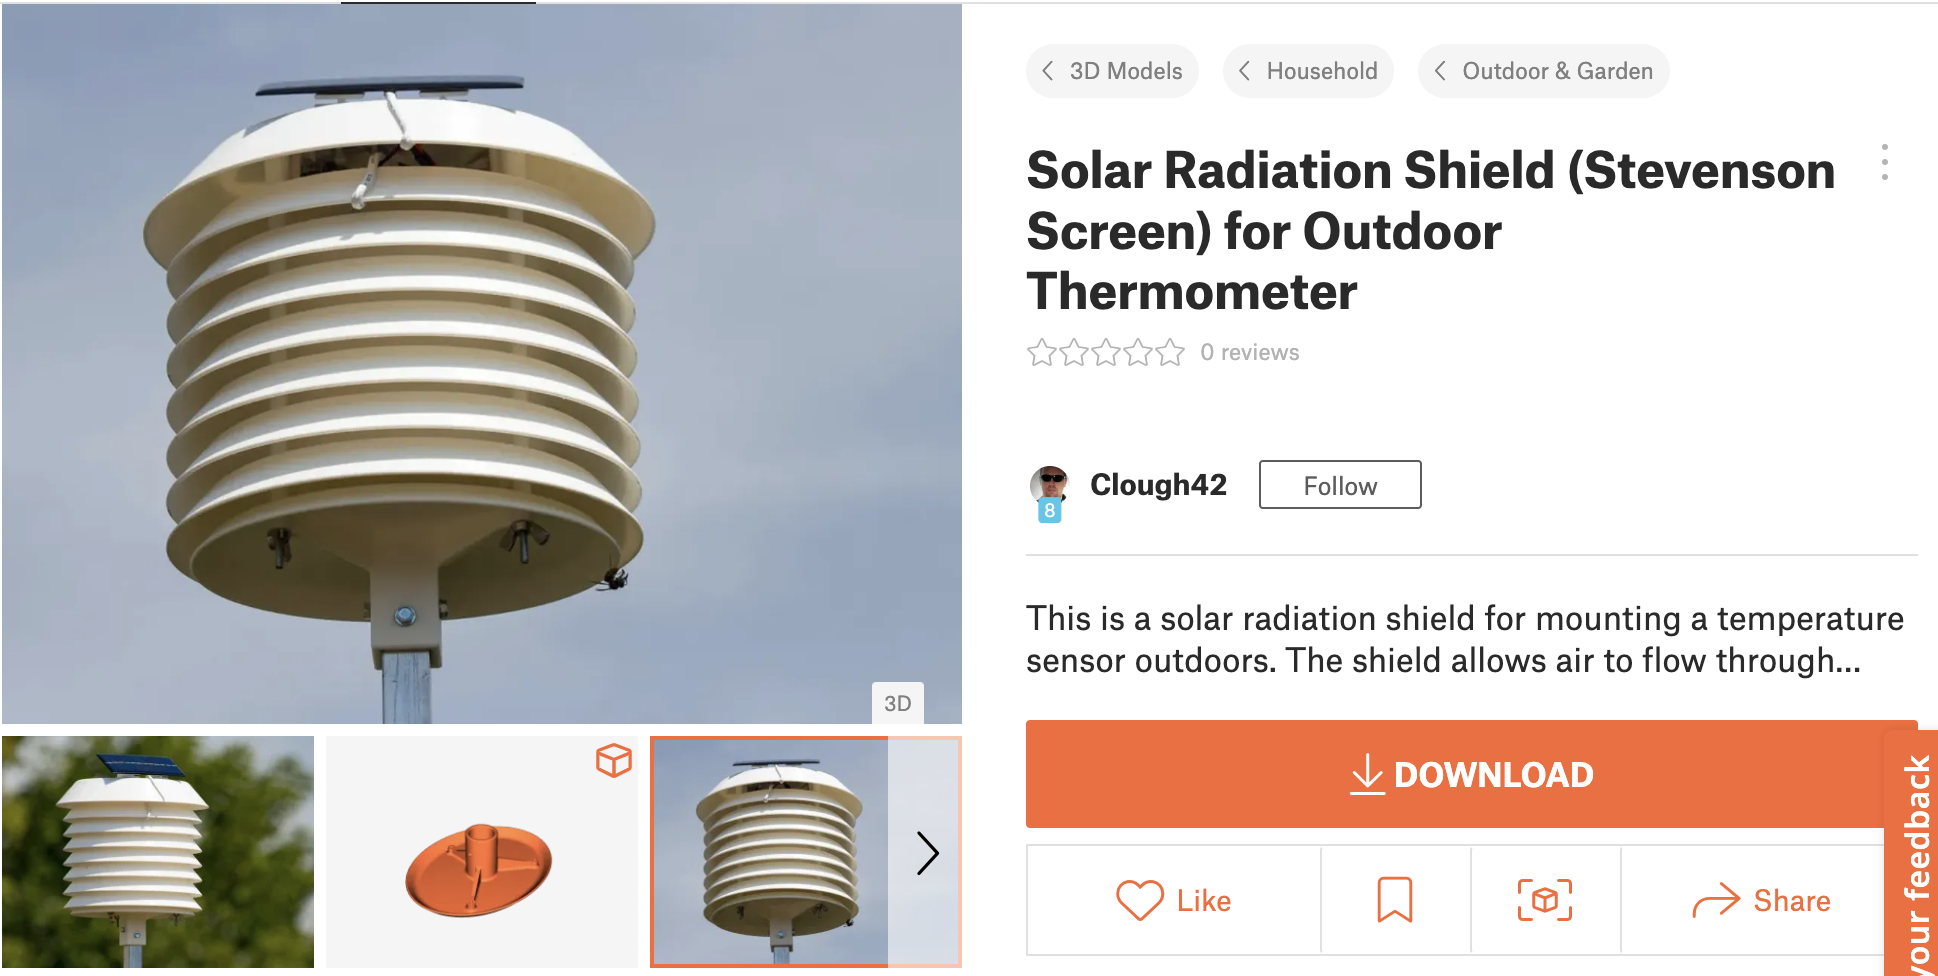 3D Models
Household
Outdoor & Garden
Solar Radiation Shield (Stevenson
Screen) for Outdoor
Thermometer
0 reviews
8
Clough42
Follow
This is a solar radiation shield for mounting a temperature
sensor outdoors. The shield allows air to flow through...
3D
DOWNLOAD
Like
Share
your feedback